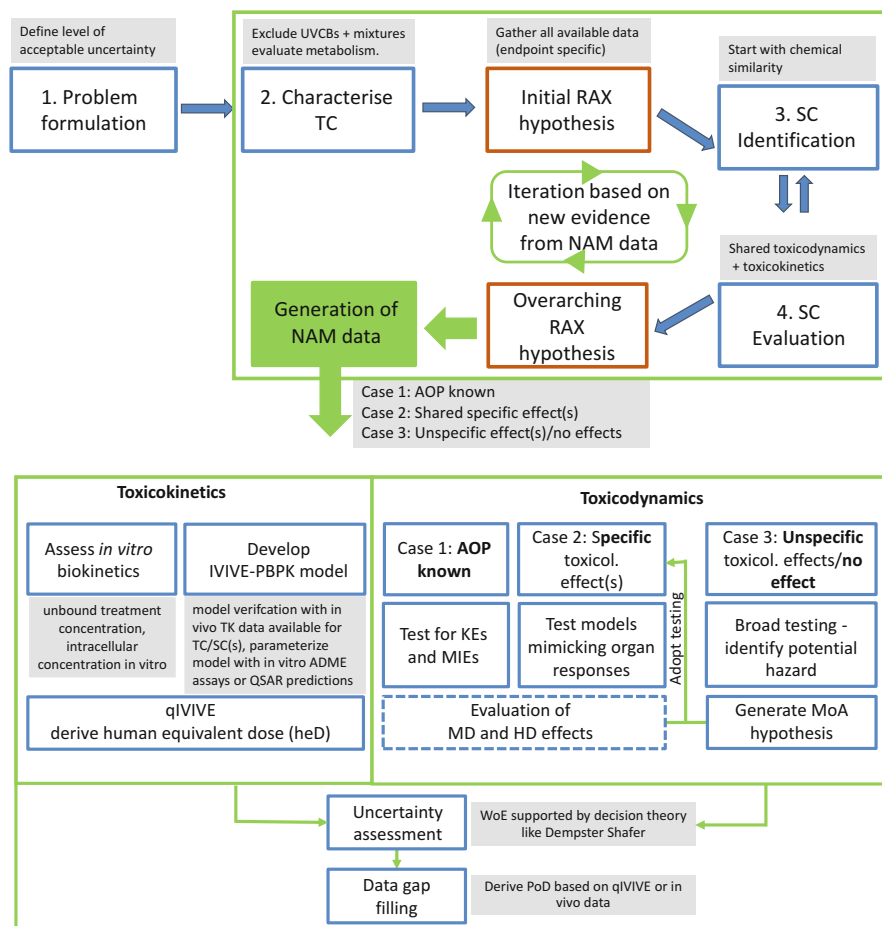 Define level of
acceptable uncertainty
1. Problem
formulation
Exclude UVCBs + mixtures
evaluate metabolism.
2. Characterise
TC
Gather all available data
(endpoint specific)
Initial RAX
hypothesis
Start with chemical
similarity
3. SC
Identification
Iteration based on
new evidence
from NAM data
Shared toxicodynamics
+ toxicokinetics
4. SC
Evaluation
Overarching
RAX
hypothesis
Generation of
NAM data
Case 1: AOP known
Case 2: Shared specific effect(s)
Case 3: Unspecific effect(s)/no effects
Toxicokinetics
Assess in vitro
biokinetics
Develop
IVIVE-PBPK model
unbound treatment
concentration,
intracellular
concentration in vitro
model verifcation with in
vivo TK data available for
TC/SC(s), parameterize
model with in vitro ADME
assays or QSAR predictions
qIVIVE
derive human equivalent dose (heD)
Toxicodynamics
Case 1: AOP
known
Case 2: Specific
toxicol.
effect(s)
Case 3: Unspecific
toxicol. effects/no
effect
Test for KEs
and MIEs
Test models
mimicking organ
responses
Adopt testing
Broad testing -
identify potential
hazard
Evaluation of
MD and HD effects
Generate MoA
hypothesis
Uncertainty
assessment
WoE supported by decision theory
like Dempster Shafer
Data gap
filling
Derive PoD based on qIVIVE or in
vivo data